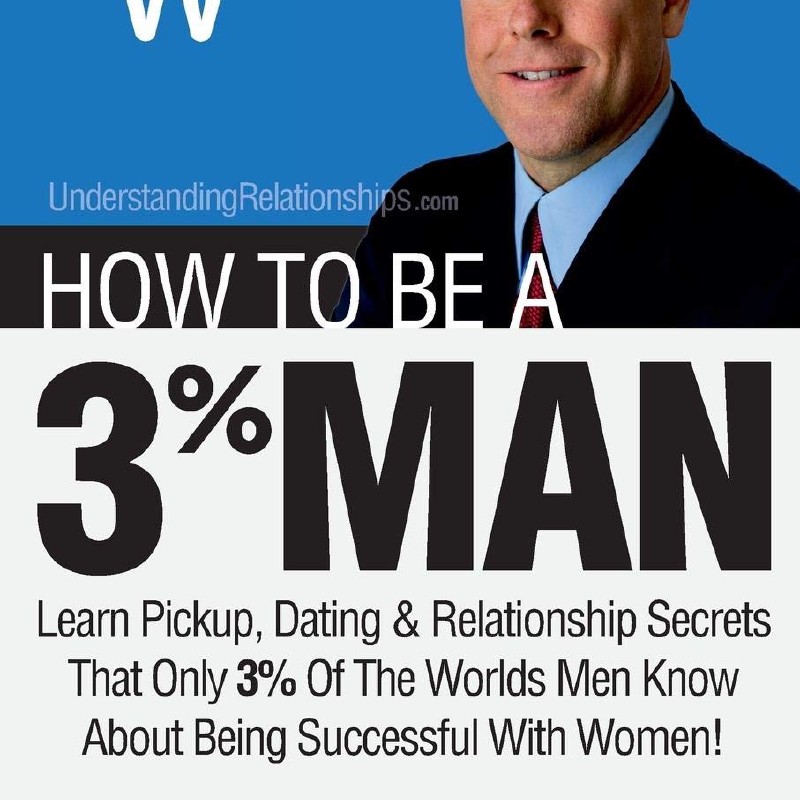 W
UnderstandingRelationships.com
HOW TO BE A
3% MAN
Learn Pickup, Dating & Relationship Secrets
That Only 3% Of The Worlds Men Know
About Being Successful With Women!